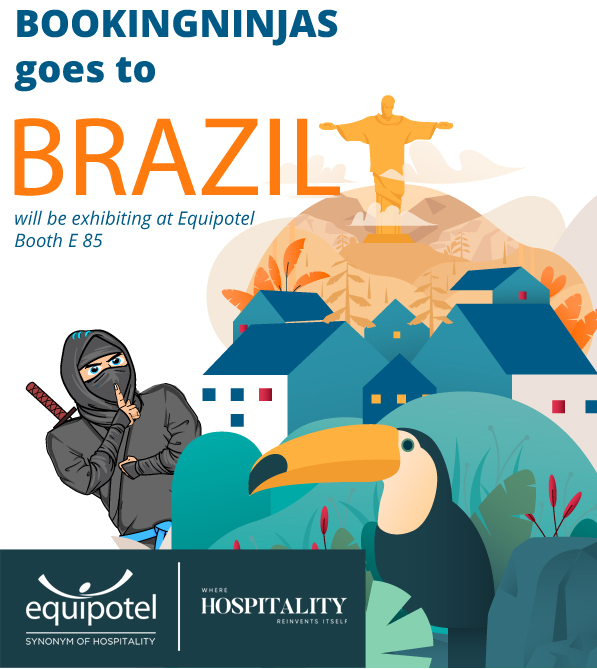 BOOKINGNINJAS
goes to
BRAZIL
will be exhibiting at Equipotel
Booth E 85
equipotel
SYNONYM OF HOSPITALITY
WHERE
HOSPITALITY
REINVENTS ITSELF